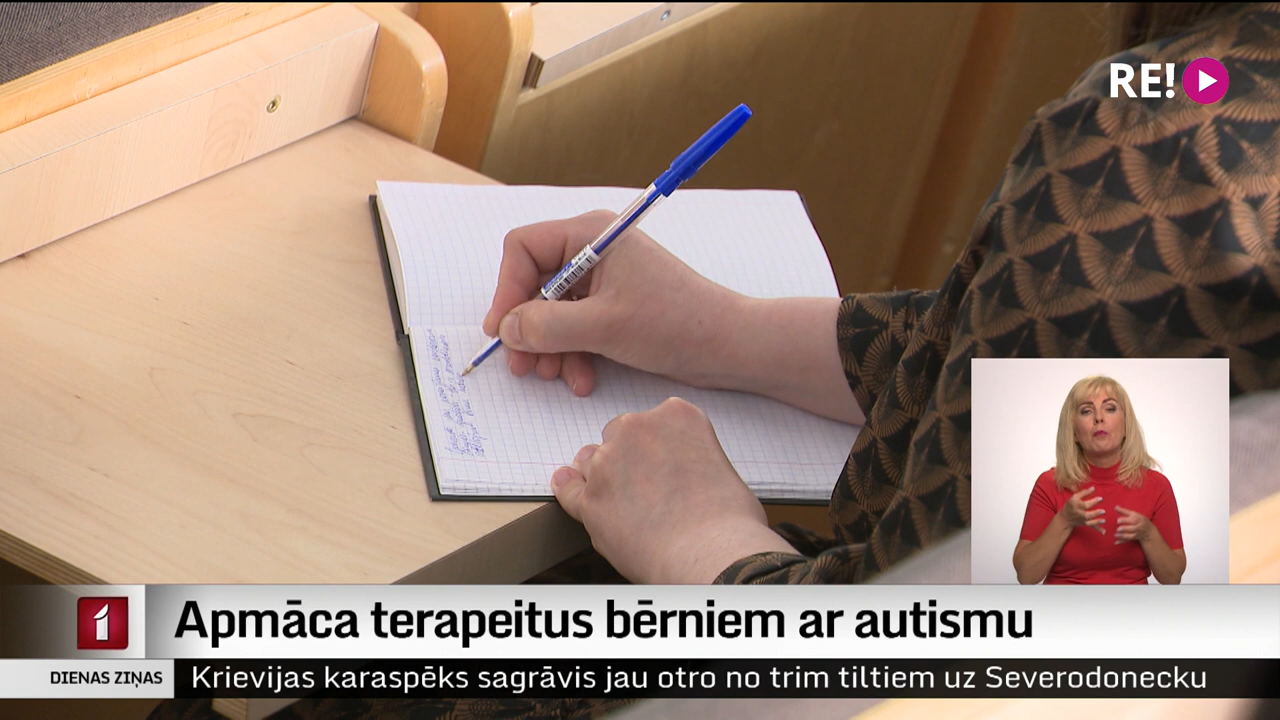 RE!
1
Apmāca terapeitus bērniem ar autismu
DIENAS ZIŅAS
Krievijas karaspēks sagrāvis jau otro no trim tiltiem uz Severodonecku